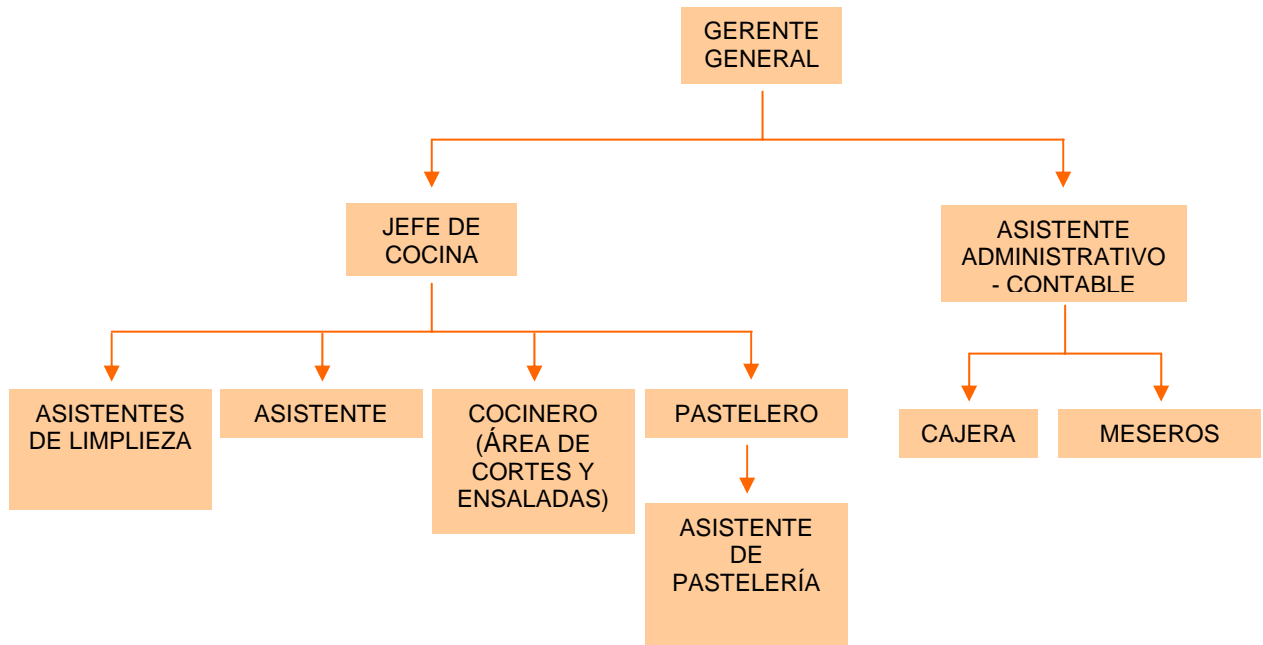 GERENTE
GENERAL
JEFE DE
COCINA
ASISTENTE
ADMINISTRATIVO
- CONTABLE
ASISTENTES
DE LIMPLIEZA
ASISTENTE
COCINERO
(ÁREA DE
CORTES Y
ENSALADAS)
PASTELERO
CAJERA
MESEROS
ASISTENTE
DE
PASTELERÍA